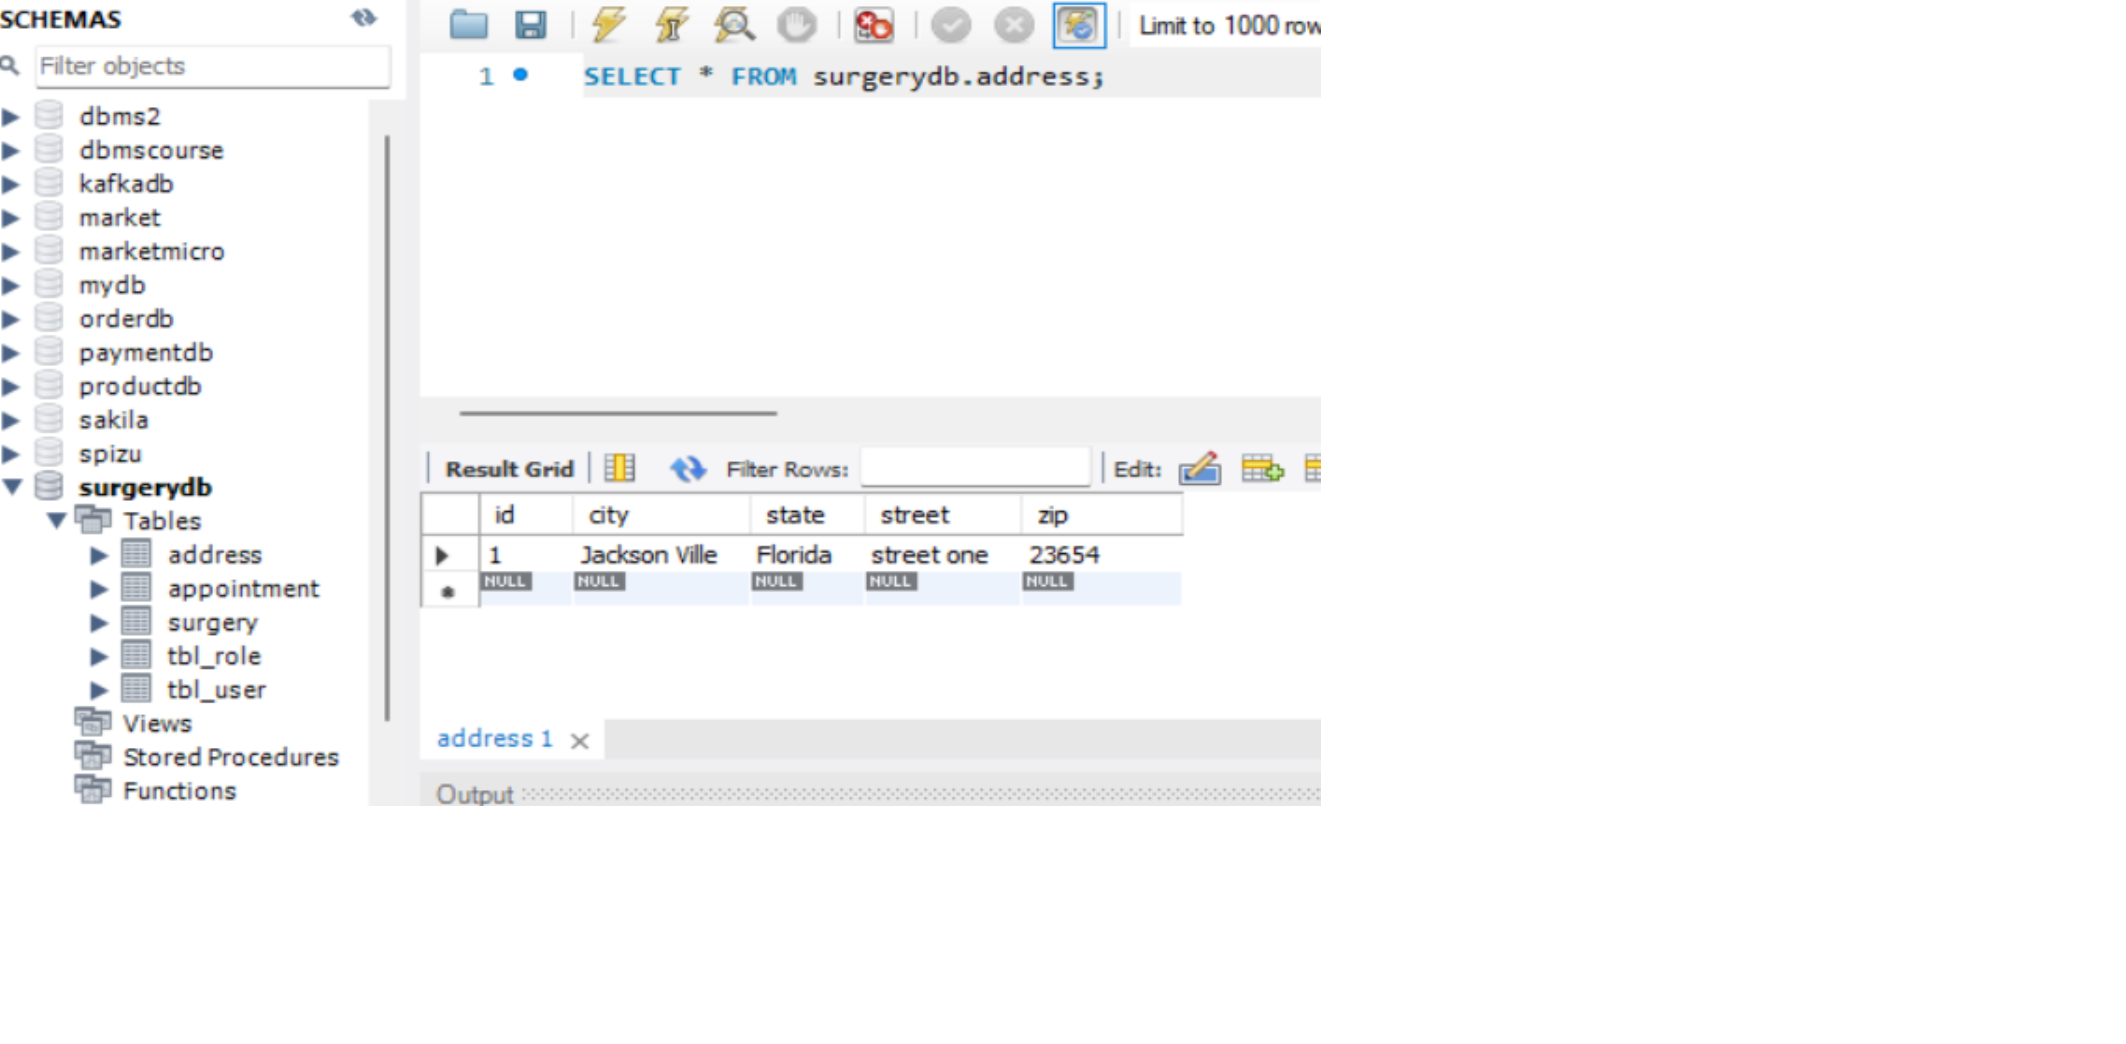 SCHEMAS
Filter objects
dbms2
dbmscourse
kafkadb
market
marketmicro
mydb
orderdb
paymentdb
productdb
sakila
spizu
surgerydb
Tables
address
appointment
surgery
tbl_role
tbl_user
Views
Stored Procedures
Functions
Limit to 1000 row
1 SELECT * FROM surgerydb.address;
Result Grid Filter Rows: Edit:
id city state street zip
1 Jackson Ville Florida street one 23654
NULL NULL NULL NULL NULL
address 1
Output